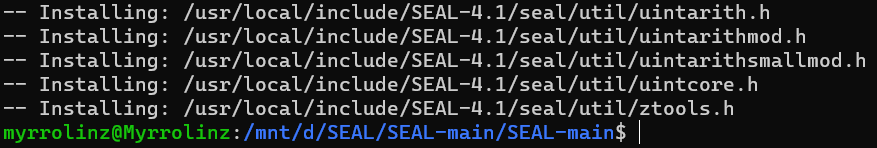 -- Installing: /usr/local/include/SEAL-4.1/seal/util/uintarith.h
-- Installing: /usr/local/include/SEAL-4.1/seal/util/uintarithmod.h
-- Installing: /usr/local/include/SEAL-4.1/seal/util/uintarithsmallmod.h
-- Installing: /usr/local/include/SEAL-4.1/seal/util/uintcore.h
-- Installing: /usr/local/include/SEAL-4.1/seal/util/ztools.h
myrrolinz@Myrrolinz:/mnt/d/SEAL/SEAL-main/SEAL-main$